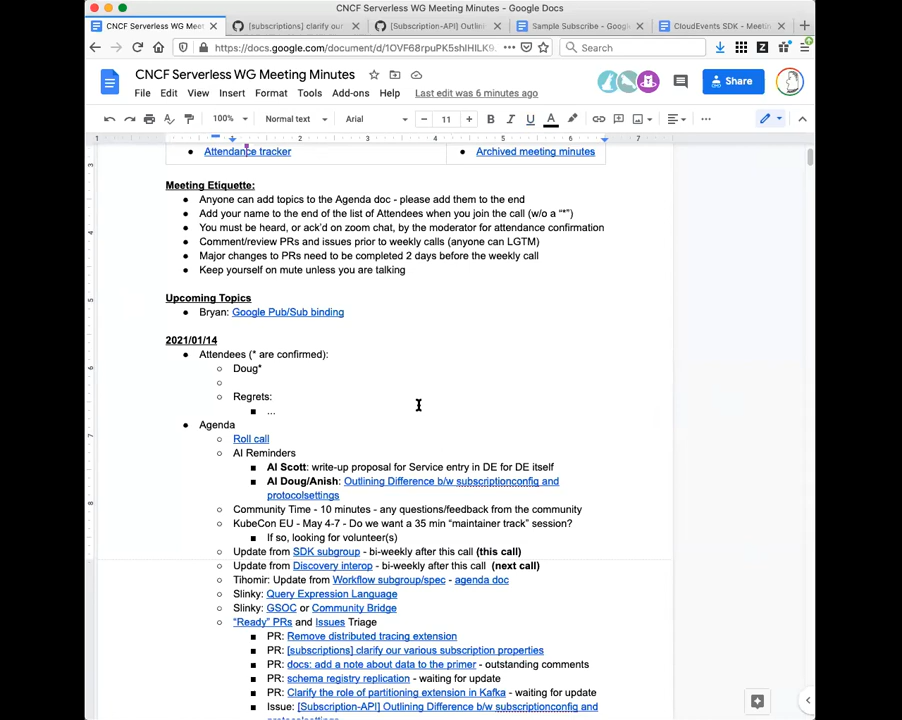 CNCF Serverless WG Meeting Minutes - Google Docs
CNCF Serverless WG Mee
[subscriptions] clarify our
[Subscription-API] Outlini
Sample Subscribe - Goog
CloudEvents SDK - Meetin
https://docs.google.com/document/d/1OVF68rpuPK5shIHILK9
Search
CNCF Serverless WG Meeting Minutes
File Edit View Insert Format Tools Add-ons Help Last edit was 6 minutes ago
Share
100% Normal text Arial 11 B I U A
1 1 2 3 4 5 6 7
Attendance tracker
Archived meeting minutes
Meeting Etiquette:
● Anyone can add topics to the Agenda doc - please add them to the end
● Add your name to the end of the list of Attendees when you join the call (w/o a “*”)
● You must be heard, or ack’d on zoom chat, by the moderator for attendance confirmation
● Comment/review PRs and issues prior to weekly calls (anyone can LGTM)
● Major changes to PRs need to be completed 2 days before the weekly call
● Keep yourself on mute unless you are talking
Upcoming Topics
● Bryan: Google Pub/Sub binding
2021/01/14
● Attendees (* are confirmed):
○ Doug*
○
○ Regrets:
■ ...
● Agenda
○ Roll call
○ AI Reminders
■ AI Scott: write-up proposal for Service entry in DE for DE itself
■ AI Doug/Anish: Outlining Difference b/w subscriptionconfig and
protocolsettings
○ Community Time - 10 minutes - any questions/feedback from the community
○ KubeCon EU - May 4-7 - Do we want a 35 min “maintainer track” session?
■ If so, looking for volunteer(s)
○ Update from SDK subgroup - bi-weekly after this call (this call)
○ Update from Discovery interop - bi-weekly after this call (next call)
○ Tihomir: Update from Workflow subgroup/spec - agenda doc
○ Slinky: Query Expression Language
○ Slinky: GSOC or Community Bridge
○ “Ready” PRs and Issues Triage
■ PR: Remove distributed tracing extension
■ PR: [subscriptions] clarify our various subscription properties
■ PR: docs: add a note about data to the primer - outstanding comments
■ PR: schema registry replication - waiting for update
■ PR: Clarify the role of partitioning extension in Kafka - waiting for update
■ Issue: [Subscription-API] Outlining Difference b/w subscriptionconfig and
protocolsettings